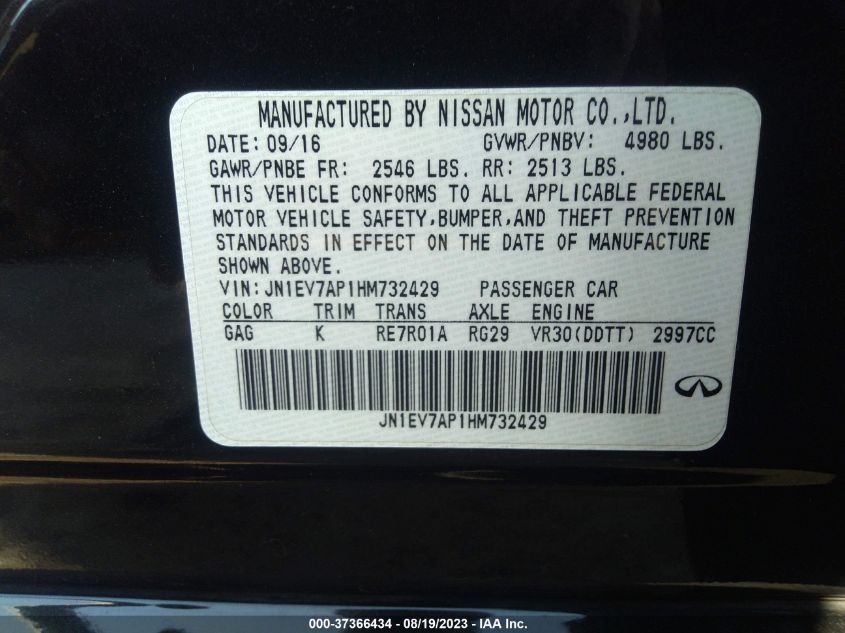 MANUFACTURED BY NISSAN MOTOR CO.,LTD.
DATE: 09/16 GVWR/PNBV: 4980 LBS.
GAWR/PNBE FR: 2546 LBS. RR: 2513 LBS.
THIS VEHICLE CONFORMS TO ALL APPLICABLE FEDERAL
MOTOR VEHICLE SAFETY,BUMPER,AND THEFT PREVENTION
STANDARDS IN EFFECT ON THE DATE OF MANUFACTURE
SHOWN ABOVE.
VIN:JN1EV7AP1HM732429 PASSENGER CAR
COLOR TRIM TRANS AXLE ENGINE
GAG K RE7R01A RG29 VR30(DDTT) 2997CC
JN1EV7AP1HM732429
000-37366434 - 08/19/2023 - IAA Inc.